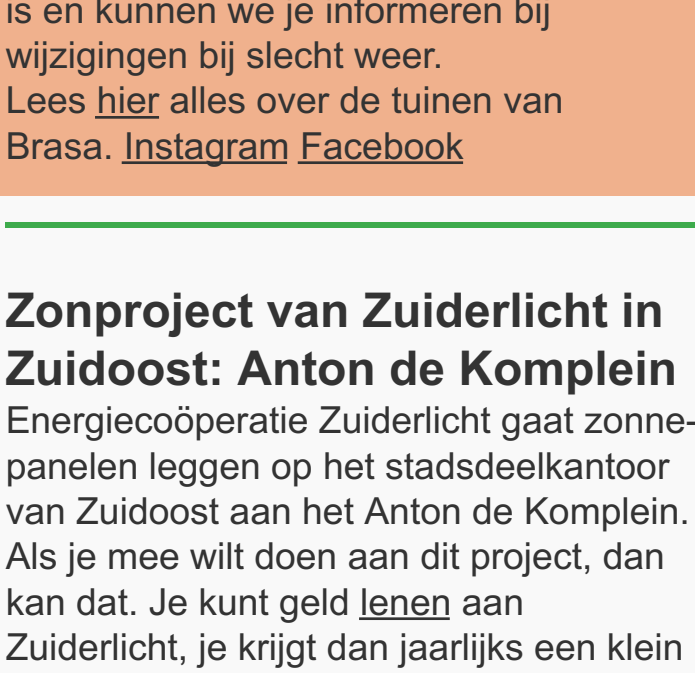 is en kunnen we je informeren bij
wijzigingen bij slecht weer.
Lees hier alles over de tuinen van
Brasa. Instagram Facebook
Zonproject van Zuiderlicht in
Zuidoost: Anton de Komplein
Energiecoöperatie Zuiderlicht gaat zonne-
panelen leggen op het stadsdeelkantoor
van Zuidoost aan het Anton de Komplein.
Als je mee wilt doen aan dit project, dan
kan dat. Je kunt geld lenen aan
Zuiderlicht, je krijgt dan jaarlijks een klein